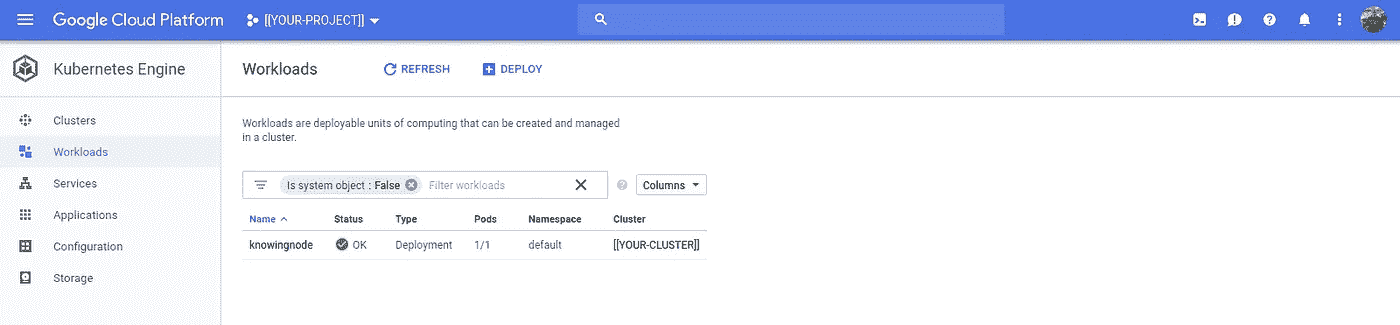 Google Cloud Platform [[YOUR-PROJECT]]
Kubernetes Engine
Clusters
Workloads
Services
Applications
Configuration
Storage
Workloads REFRESH DEPLOY
Workloads are deployable units of computing that can be created and managed
in a cluster.
Is system object : False Filter workloads Columns
Name Status Type Pods Namespace Cluster
knowingnode OK Deployment 1/1 default [[YOUR-CLUSTER]]